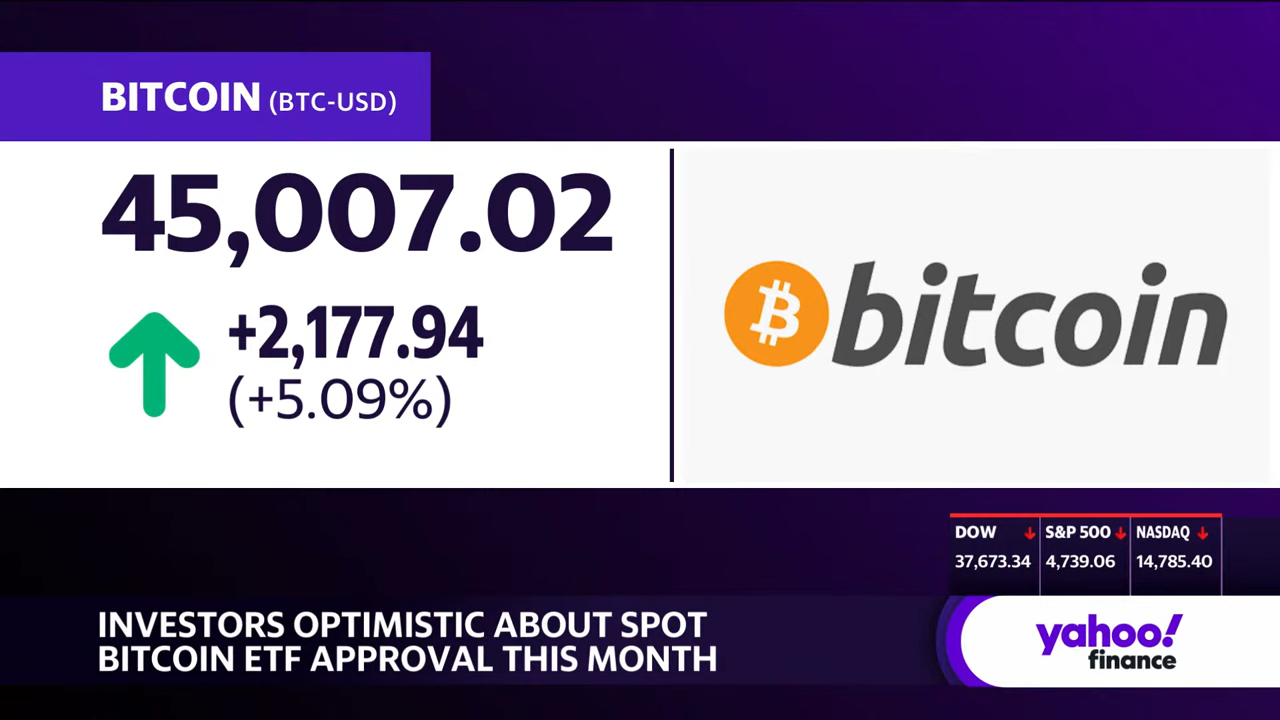 BITCOIN (BTC-USD)
45,007.02
+2,177.94
(+5.09%)
bitcoin
DOW S&P 500 NASDAQ
37,673.34 4,739.06 14,785.40
INVESTORS OPTIMISTIC ABOUT SPOT
BITCOIN ETF APPROVAL THIS MONTH
yahoo!
finance